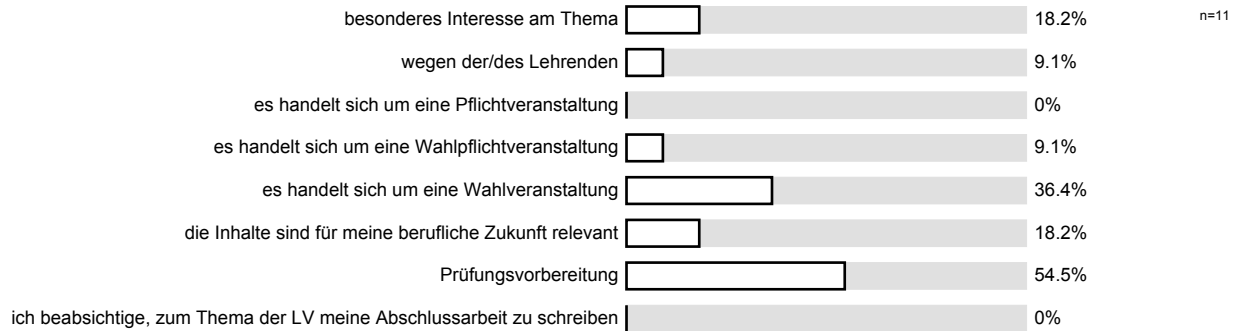 besonderes Interesse am Thema 18.2% n=11
wegen der/des Lehrenden 9.1%
es handelt sich um eine Pflichtveranstaltung 0%
es handelt sich um eine Wahlpflichtveranstaltung 9.1%
es handelt sich um eine Wahlveranstaltung 36.4%
die Inhalte sind für meine berufliche Zukunft relevant 18.2%
Prüfungsvorbereitung 54.5%
ich beabsichtige, zum Thema der LV meine Abschlussarbeit zu schreiben 0%